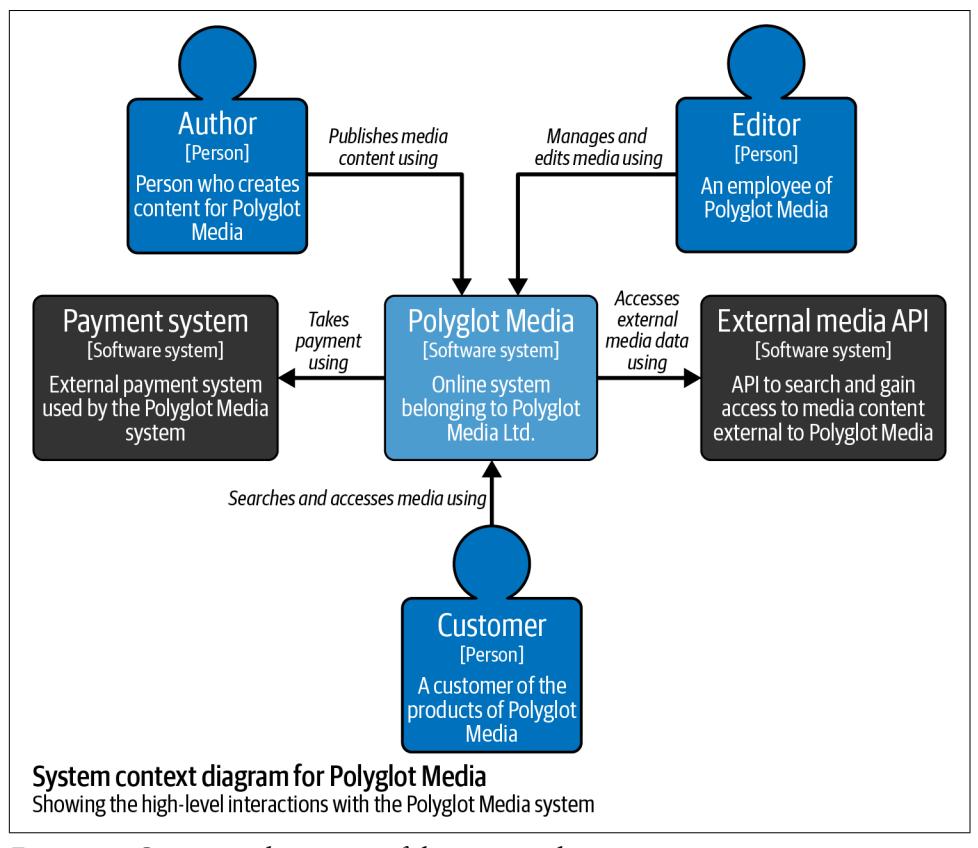 Author
[Person]
Person who creates
content for Polyglot
Media
Publishes media
content using
Manages and
edits media using
Editor
[Person]
An employee of
Polyglot Media
Payment system
[Software system]
External payment system
used by the Polyglot Media
system
Takes
payment
using
Polyglot Media
[Software system]
Online system
belonging to Polyglot
Media Ltd.
Accesses
external
media data
using
External media API
[Software system]
API to search and gain
access to media content
external to Polyglot Media
Searches and accesses media using
Customer
[Person]
A customer of the
products of Polyglot
Media
System context diagram for Polyglot Media
Showing the high-level interactions with the Polyglot Media system